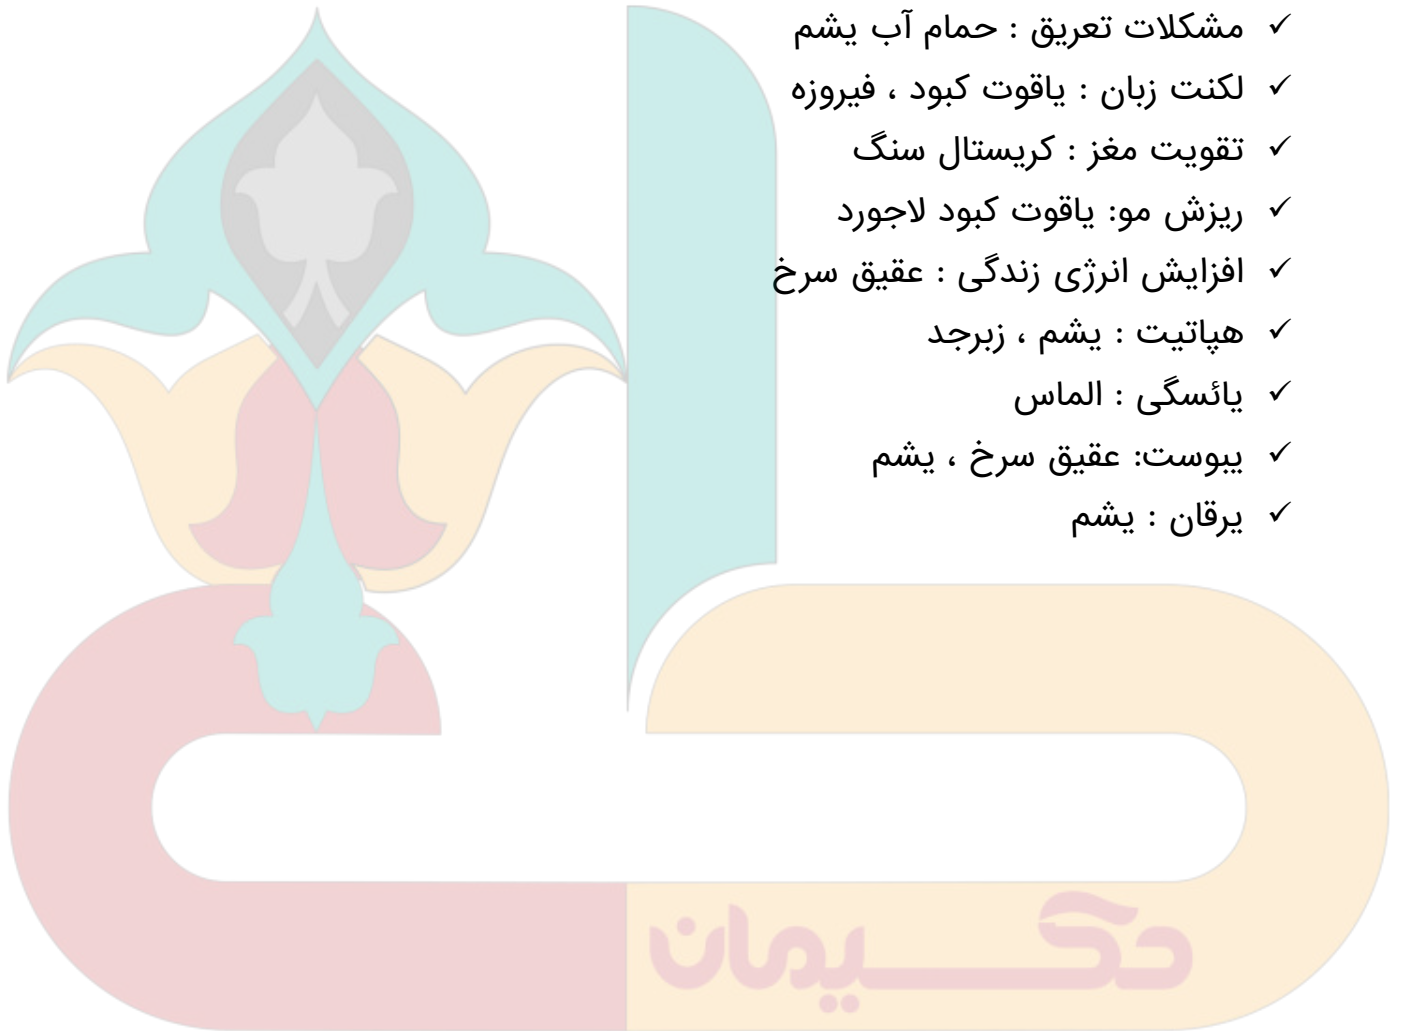 ✓ مشکلات تعریق : حمام آب یشم
✓ لکنت زبان : یاقوت کبود ، فیروزه
✓ تقویت مغز : کریستال سنگ
✓ ریزش مو: یاقوت کبود لاجورد
✓ افزایش انرژی زندگی : عقیق سرخ
✓ هپاتیت : یشم ، زبرجد
✓ یائسگی : الماس
✓ یبوست: عقیق سرخ ، یشم
✓ یرقان : یشم
حکیمان